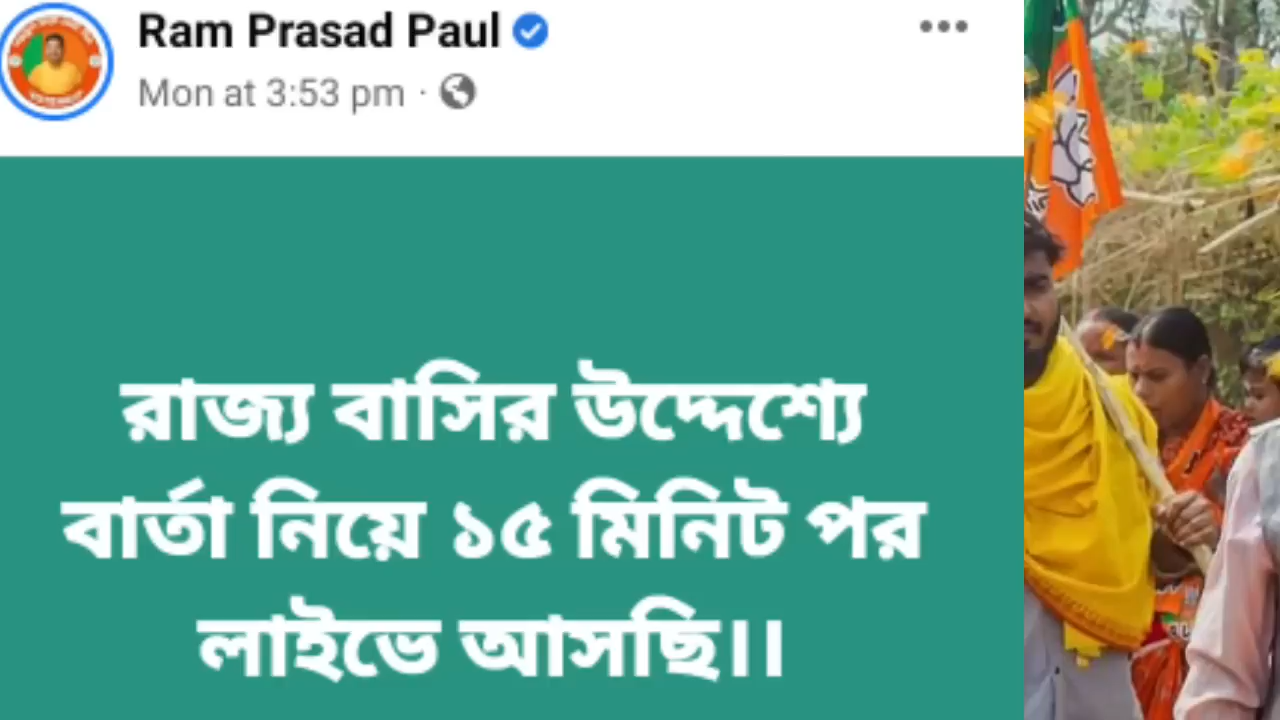 Ram Prasad Paul
Mon at 3:53 pm ·
রাজ্য বাসির উদ্দেশ্যে
বার্তা নিয়ে ১৫ মিনিট পর
লাইভে আসছি।।